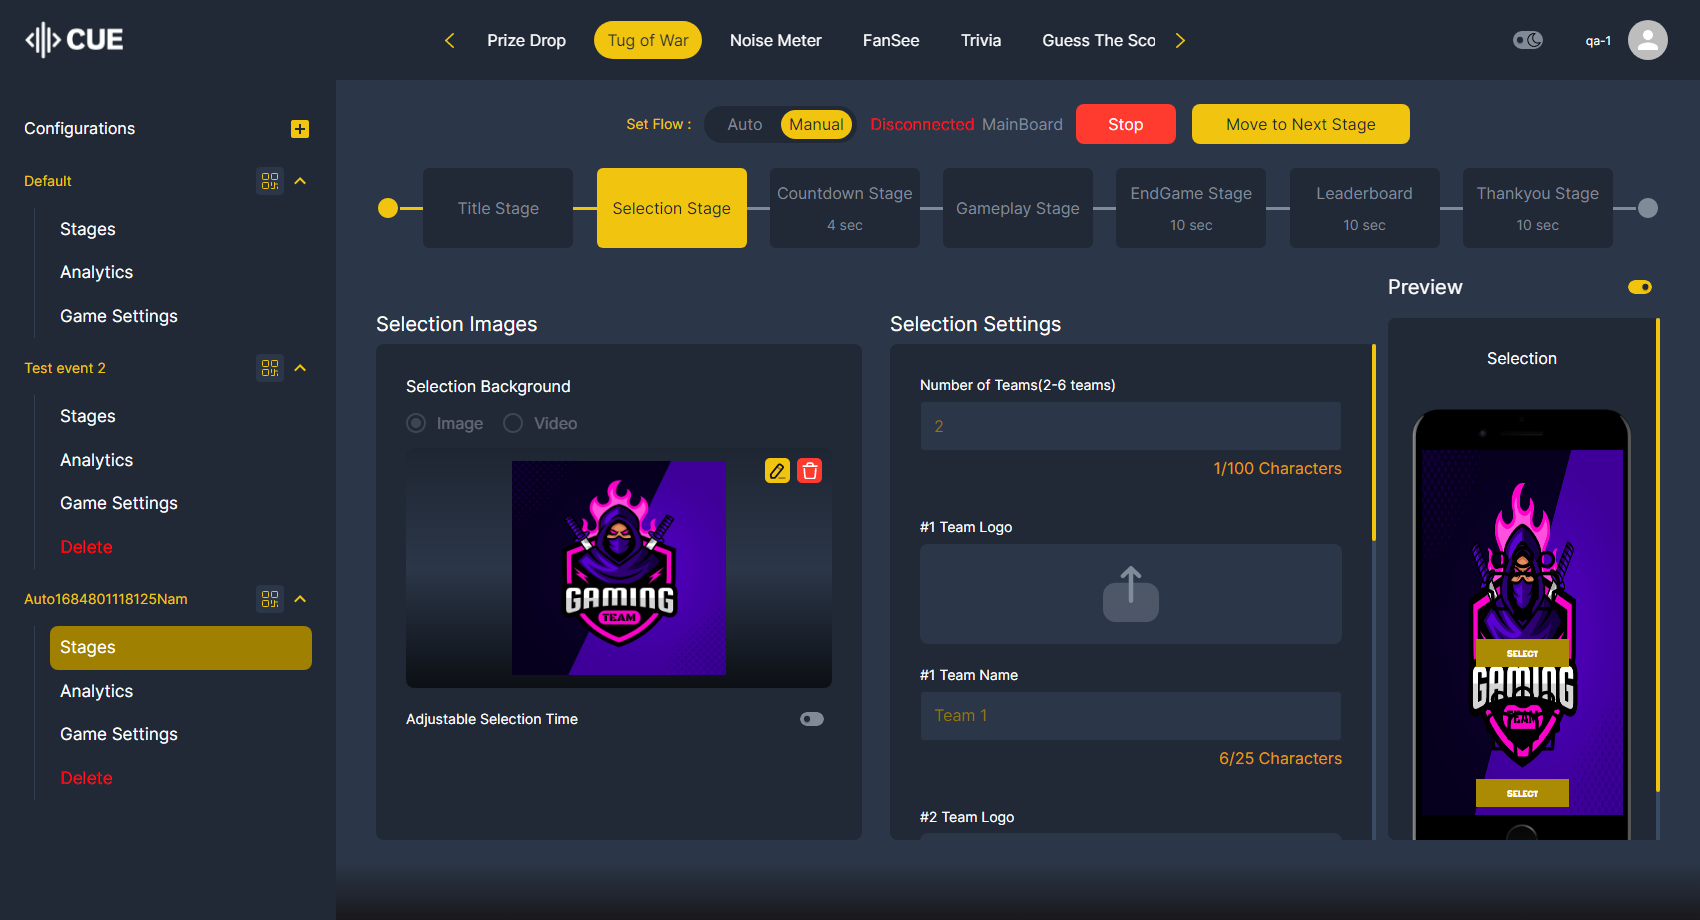 CUE
Prize Drop
Tug of War
Noise Meter
FanSee
Trivia
Guess The Sco
qa-1
Configurations
Default
Stages
Analytics
Game Settings
Test event 2
Stages
Analytics
Game Settings
Delete
Auto1684801118125Nam
Stages
Analytics
Game Settings
Delete
Set Flow :
Auto
Manual
Disconnected MainBoard
Stop
Move to Next Stage
Title Stage
Selection Stage
Countdown Stage
4 sec
Gameplay Stage
EndGame Stage
10 sec
Leaderboard
10 sec
Thankyou Stage
10 sec
Selection Images
Selection Background
Image
Video
GAMING
TEAM
Adjustable Selection Time
Selection Settings
Number of Teams(2-6 teams)
2
1/100 Characters
#1 Team Logo
#1 Team Name
Team 1
6/25 Characters
#2 Team Logo
Preview
Selection
SELECT
GAMING
TEAM
SELECT